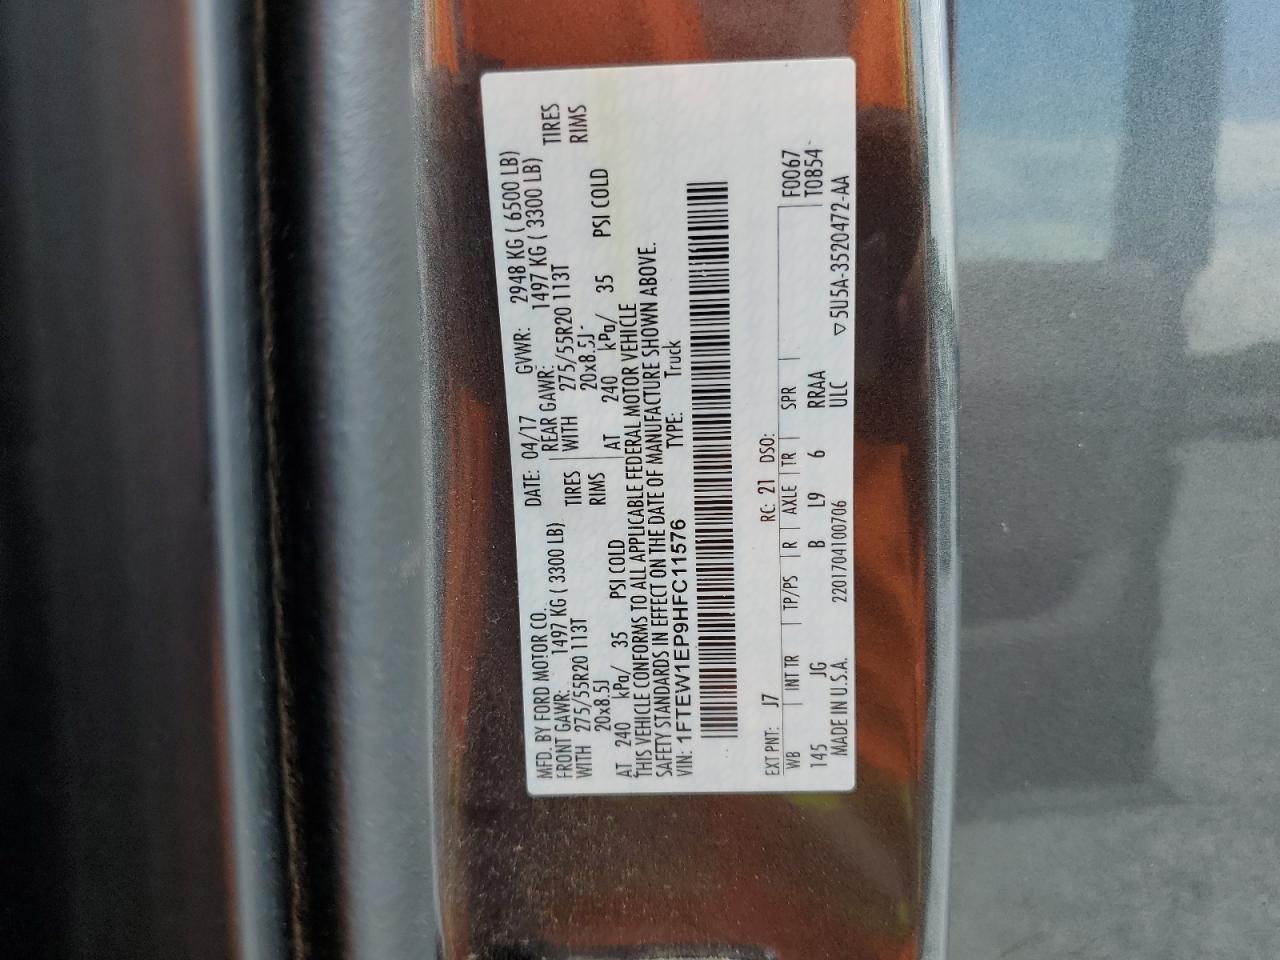 MFD. BY FORD MOTOR CO. DATE: 04/17 GVWR: 2948 KG ( 6500 LB)
FRONT GAWR: 1497 KG ( 3300 LB) REAR GAWR: 1497 KG ( 3300 LB)
WITH 275/55R20 113T TIRES WITH 275/55R20 113T TIRES
20x8.5J RIMS 20x8.5J RIMS
AT 240 kPa/ 35 PSI COLD AT 240 kPa/ 35 PSI COLD
THIS VEHICLE CONFORMS TO ALL APPLICABLE FEDERAL MOTOR VEHICLE
SAFETY STANDARDS IN EFFECT ON THE DATE OF MANUFACTURE SHOWN ABOVE.
VIN: 1FTEW1EP9HFC11576 TYPE: Truck
EXT PNT: J7 RC: 21 DSO:
WB | INT TR | TP/PS | R | AXLE | TR | SPR | F0067
145 JG B L9 6 RRAA T0854
MADE IN U.S.A. 2201704100706 ULC ▽5U5A-3520472-AA